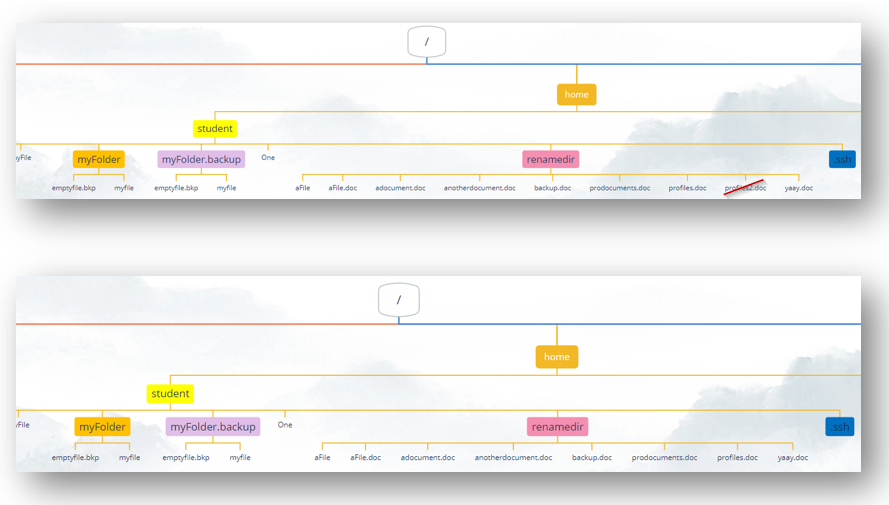 /
home
student
yFile myFolder myFolder.backup One renamedir .ssh
emptyfile.bkp myfile emptyfile.bkp myfile aFile aFile.doc adocument.doc anotherdocument.doc backup.doc prodocuments.doc profiles.doc profiles2.doc yaay.doc
/
home
student
File myFolder myFolder.backup One renamedir .ssh
emptyfile.bkp myfile emptyfile.bkp myfile aFile aFile.doc adocument.doc anotherdocument.doc backup.doc prodocuments.doc profiles.doc yaay.doc